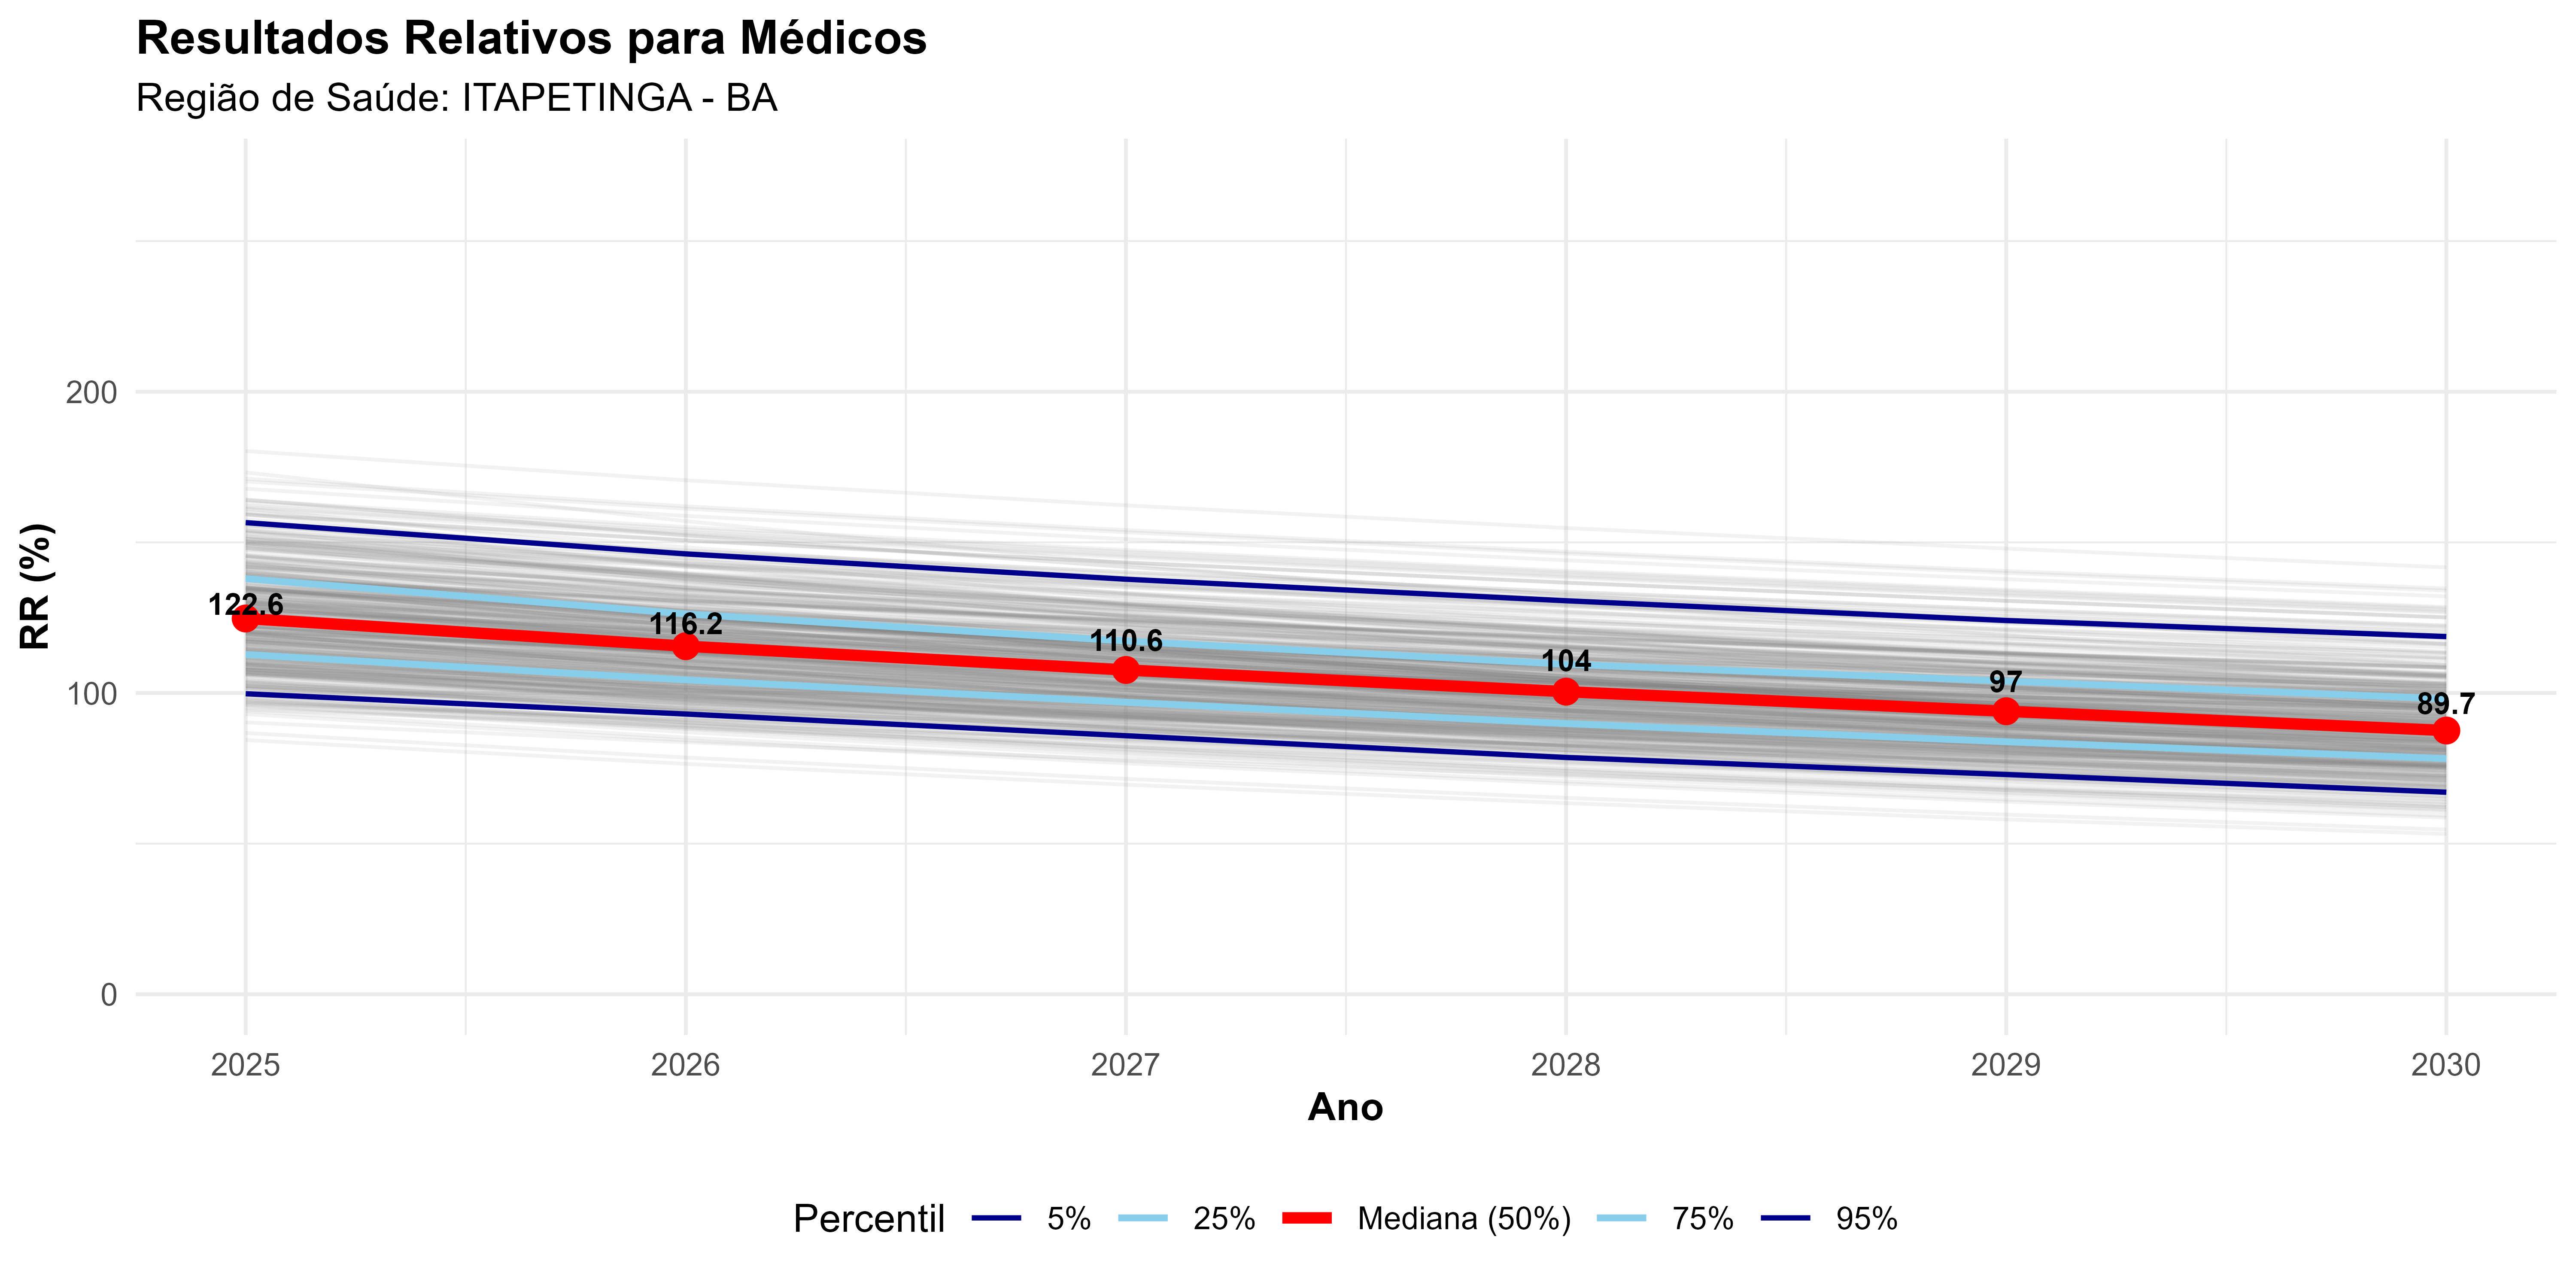 Resultados Relativos para Médicos
Região de Saúde: ITAPETINGA - BA
RR (%)
200
100
0
122.6
116.2
110.6
104
97
89.7
2025 2026 2027 2028 2029 2030
Ano
Percentil 5% 25% Mediana (50%) 75% 95%